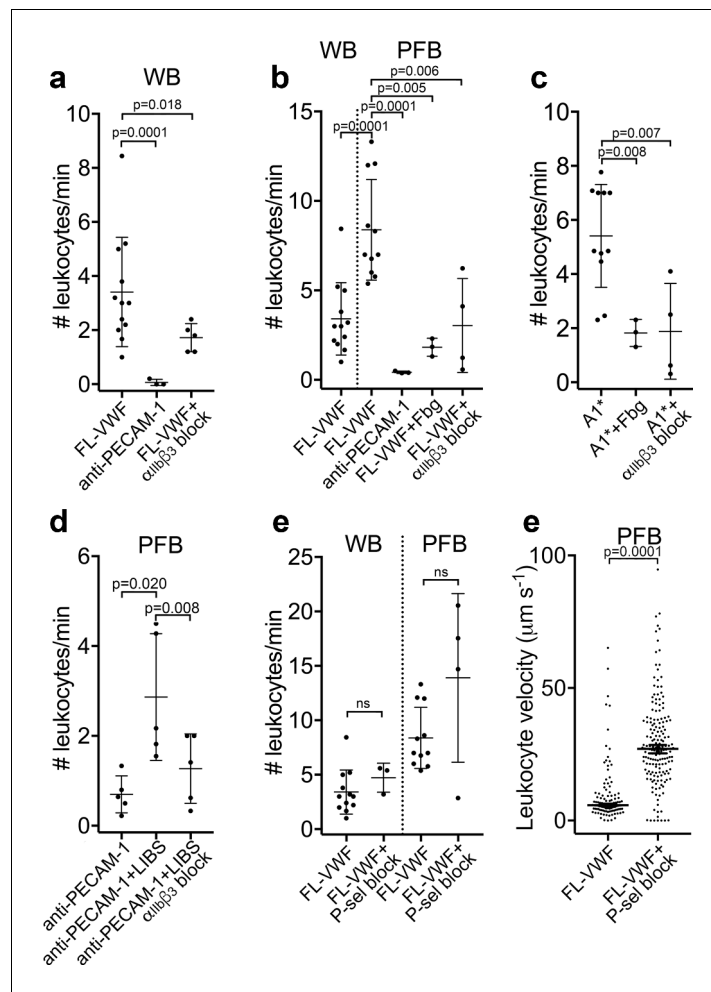 a
WB
# leukocytes/min
10
8
6
4
2
0
p=0.018
p=0.0001
FL-VWF
anti-PECAM-1
FL-VWF+
αIIbβ3 block
b
WB
PFB
# leukocytes/min
15
10
5
0
p=0.006
p=0.005
p=0.0001
p=0.0001
FL-VWF
FL-VWF
anti-PECAM-1
FL-VWF+Fbg
FL-VWF+
αIIbβ3 block
c
# leukocytes/min
10
8
6
4
2
0
p=0.007
p=0.008
A1*
A1*+Fbg
A1*+
αIIbβ3 block
d
PFB
# leukocytes/min
6
4
2
0
p=0.020
p=0.008
anti-PECAM-1
anti-PECAM-1+LIBS
anti-PECAM-1+LIBS
αIIbβ3 block
e
WB
PFB
# leukocytes/min
25
20
15
10
5
0
ns
ns
FL-VWF
FL-VWF+
P-sel block
FL-VWF
FL-VWF+
P-sel block
e
PFB
Leukocyte velocity (μm s⁻¹)
100
50
0
p=0.0001
FL-VWF
FL-VWF+
P-sel block